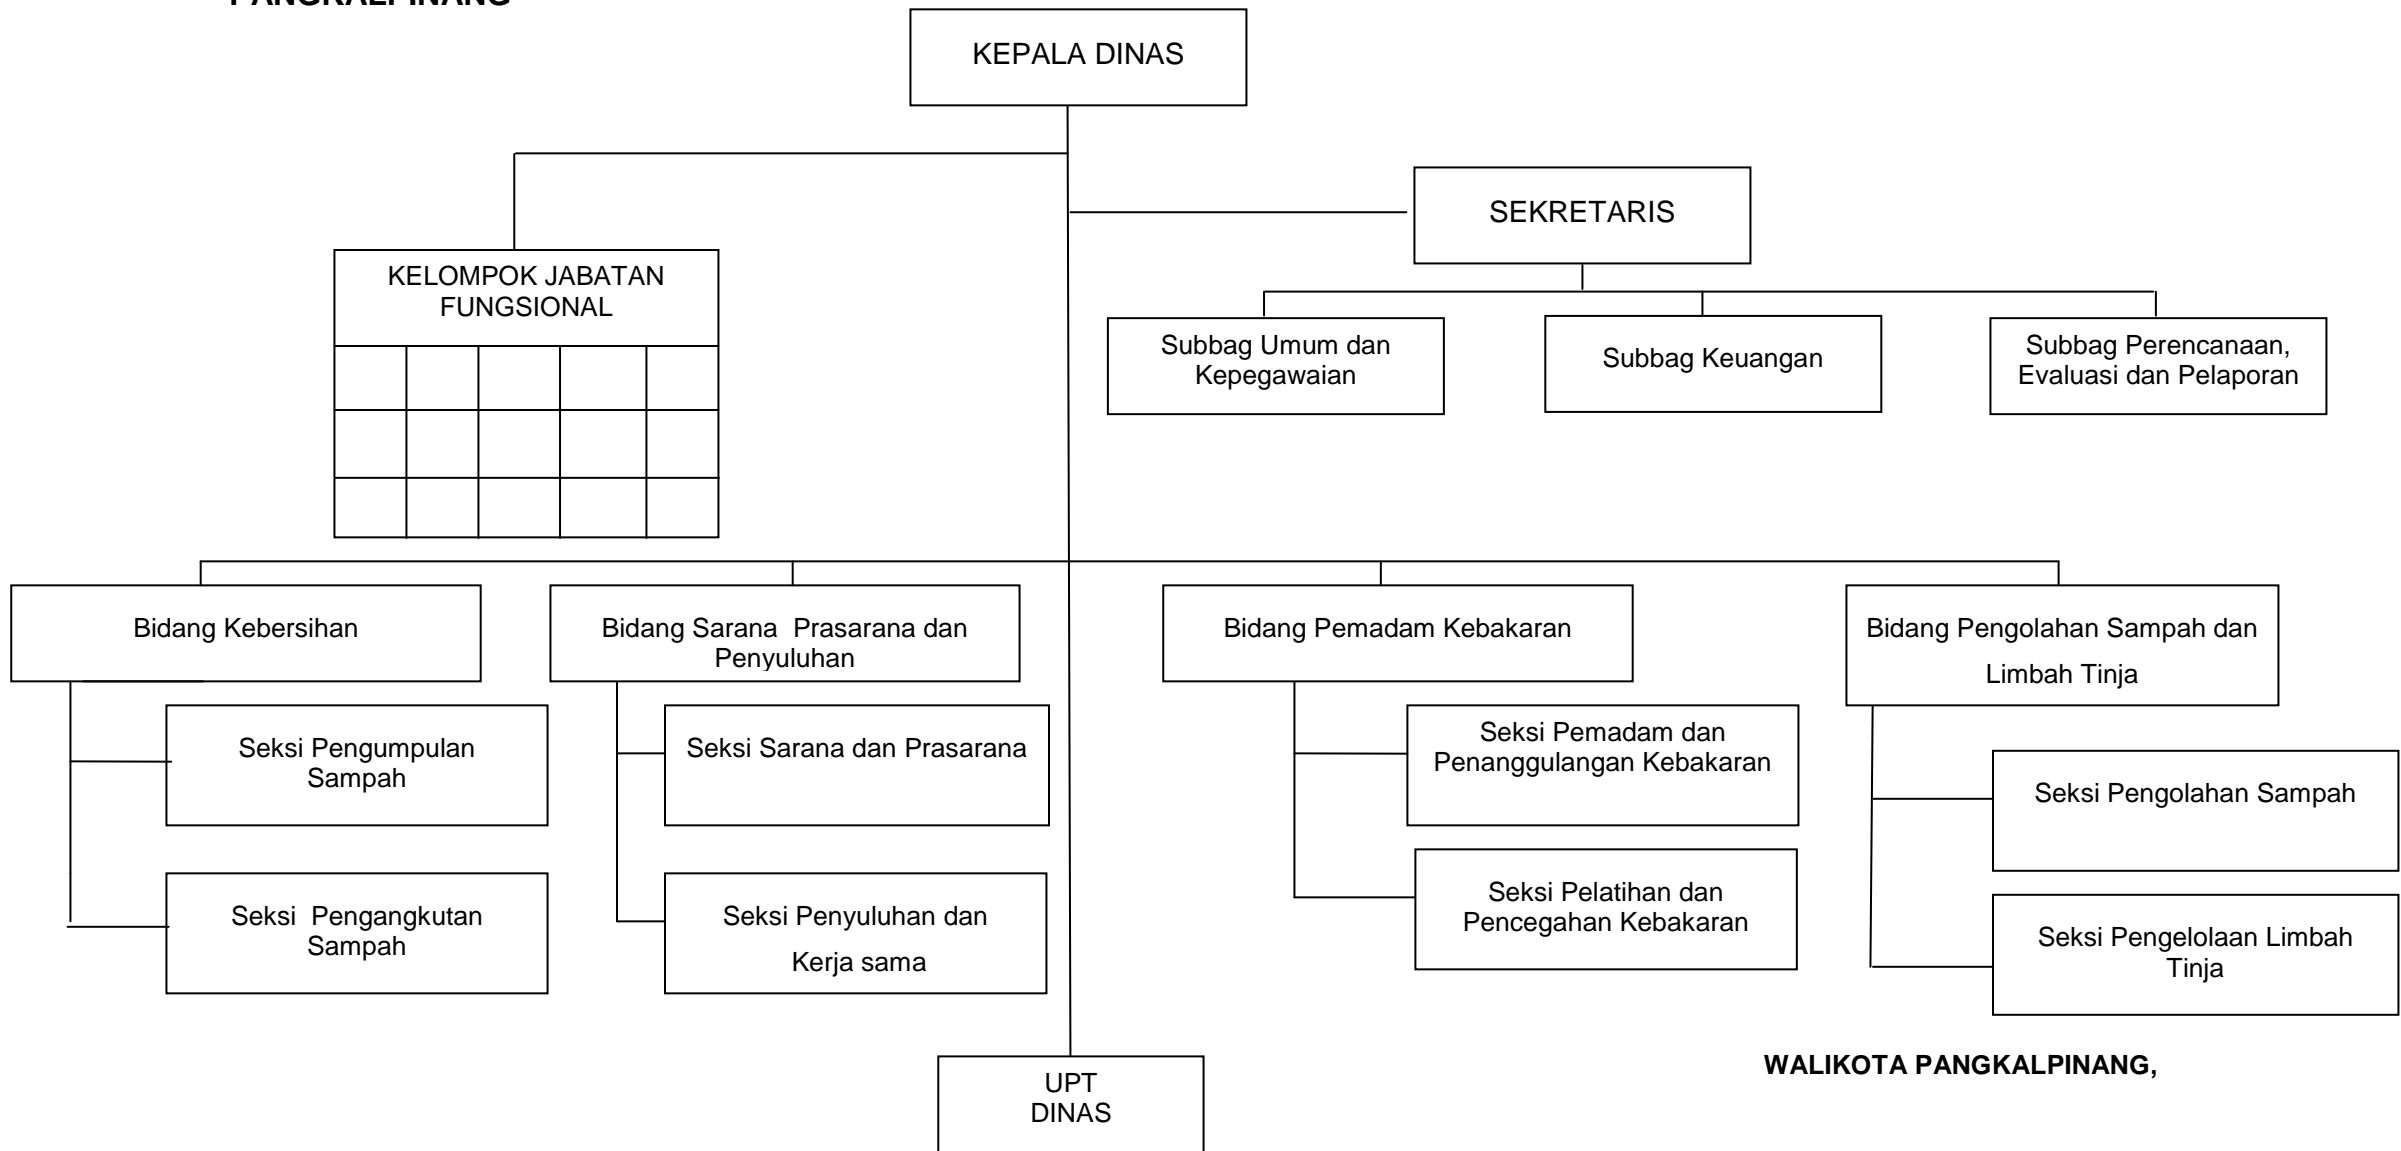 PANGKALPINANG
KEPALA DINAS
SEKRETARIS
KELOMPOK JABATAN
FUNGSIONAL
Subbag Umum dan
Kepegawaian
Subbag Keuangan
Subbag Perencanaan,
Evaluasi dan Pelaporan
Bidang Kebersihan
Bidang Sarana  Prasarana dan
Penyuluhan
Bidang Pemadam Kebakaran
Bidang Pengolahan Sampah dan
Limbah Tinja
Seksi Pengumpulan
Sampah
Seksi Sarana dan Prasarana
Seksi Pemadam dan
Penanggulangan Kebakaran
Seksi Pengolahan Sampah
Seksi  Pengangkutan
Sampah
Seksi Penyuluhan dan
Kerja sama
Seksi Pelatihan dan
Pencegahan Kebakaran
Seksi Pengelolaan Limbah
Tinja
UPT
DINAS
WALIKOTA PANGKALPINANG,